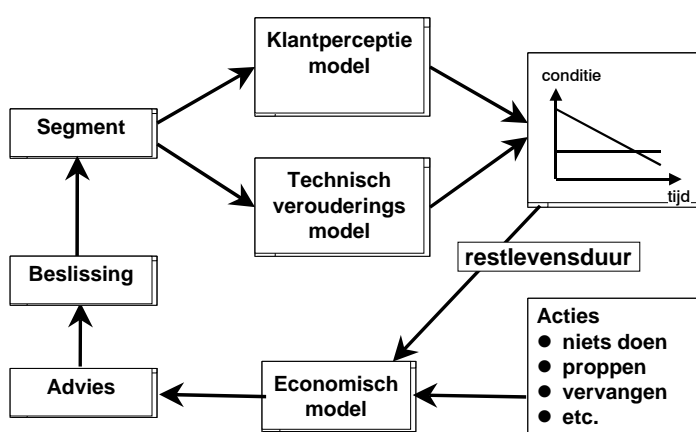 Klantperceptie
model
conditie
tijd
Segment
Technisch
verouderings
model
restlevensduur
Beslissing
Acties
● niets doen
● proppen
● vervangen
● etc.
Economisch
model
Advies